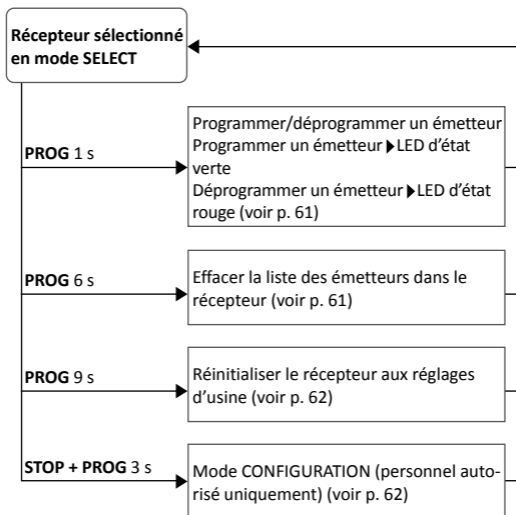 Récepteur sélectionné
en mode SELECT
PROG 1 s
Programmer/déprogrammer un émetteur
Programmer un émetteur ▶ LED d'état
verte
Déprogrammer un émetteur ▶ LED d'état
rouge (voir p. 61)
PROG 6 s
Effacer la liste des émetteurs dans le
récepteur (voir p. 61)
PROG 9 s
Réinitialiser le récepteur aux réglages
d'usine (voir p. 62)
STOP + PROG 3 s
Mode CONFIGURATION (personnel auto-
risé uniquement) (voir p. 62)